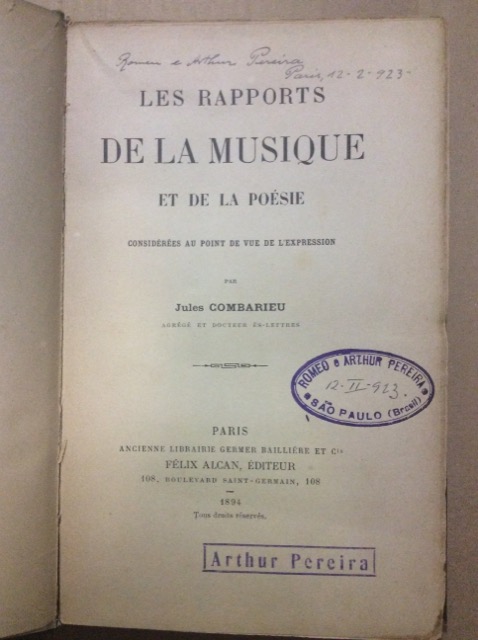 Romeu e Arthur Pereira
Paris, 12-2-923-
LES RAPPORTS
DE LA MUSIQUE
ET DE LA POÉSIE
CONSIDÉRÉES AU POINT DE VUE DE L'EXPRESSION
PAR
Jules COMBARIEU
AGRÉGÉ ET DOCTEUR ÈS-LETTRES
ROMEO e ARTHUR PEREIRA
12-II-923.
SÃO PAULO (Brasil)
PARIS
ANCIENNE LIBRAIRIE GERMER BAILLIÈRE ET Cie
FÉLIX ALCAN, ÉDITEUR
108, BOULEVARD SAINT-GERMAIN, 108
1894
Tous droits réservés.
Arthur Pereira